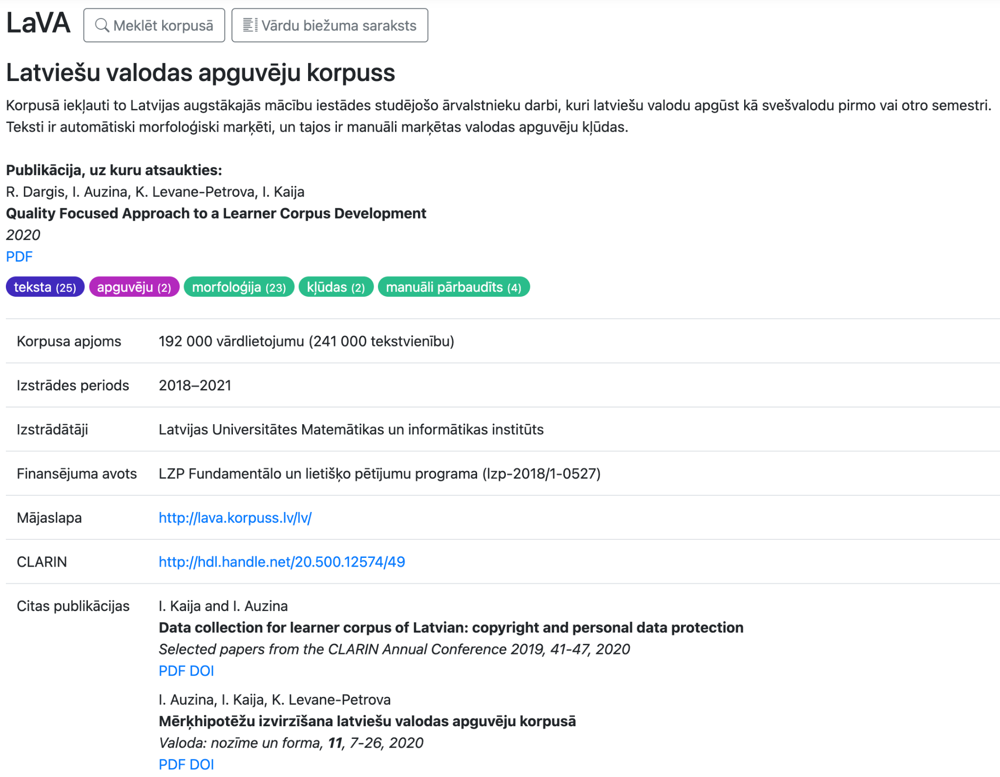 LaVA Meklēt korpusā Vārdu biežuma saraksts
Latviešu valodas apguvēju korpuss
Korpusā iekļauti to Latvijas augstākajās mācību iestādes studējošo ārvalstnieku darbi, kuri latviešu valodu apgūst kā svešvalodu pirmo vai otro semestri.
Teksti ir automātiski morfoloģiski marķēti, un tajos ir manuāli marķētas valodas apguvēju kļūdas.
Publikācija, uz kuru atsaukties:
R. Dargis, I. Auzina, K. Levane-Petrova, I. Kaija
Quality Focused Approach to a Learner Corpus Development
2020
PDF
teksta (25) apguvēju (2) morfoloģija (23) kļūdas (2) manuāli pārbaudīts (4)
Korpusa apjoms 192 000 vārdlietojumu (241 000 tekstvienību)
Izstrādes periods 2018–2021
Izstrādātāji Latvijas Universitātes Matemātikas un informātikas institūts
Finansējuma avots LZP Fundamentālo un lietišķo pētījumu programa (lzp-2018/1-0527)
Mājaslapa http://lava.korpuss.lv/lv/
CLARIN http://hdl.handle.net/20.500.12574/49
Citas publikācijas I. Kaija and I. Auzina
Data collection for learner corpus of Latvian: copyright and personal data protection
Selected papers from the CLARIN Annual Conference 2019, 41-47, 2020
PDF DOI
I. Auzina, I. Kaija, K. Levane-Petrova
Mērķhipotēžu izvirzīšana latviešu valodas apguvēju korpusā
Valoda: nozīme un forma, 11, 7-26, 2020
PDF DOI